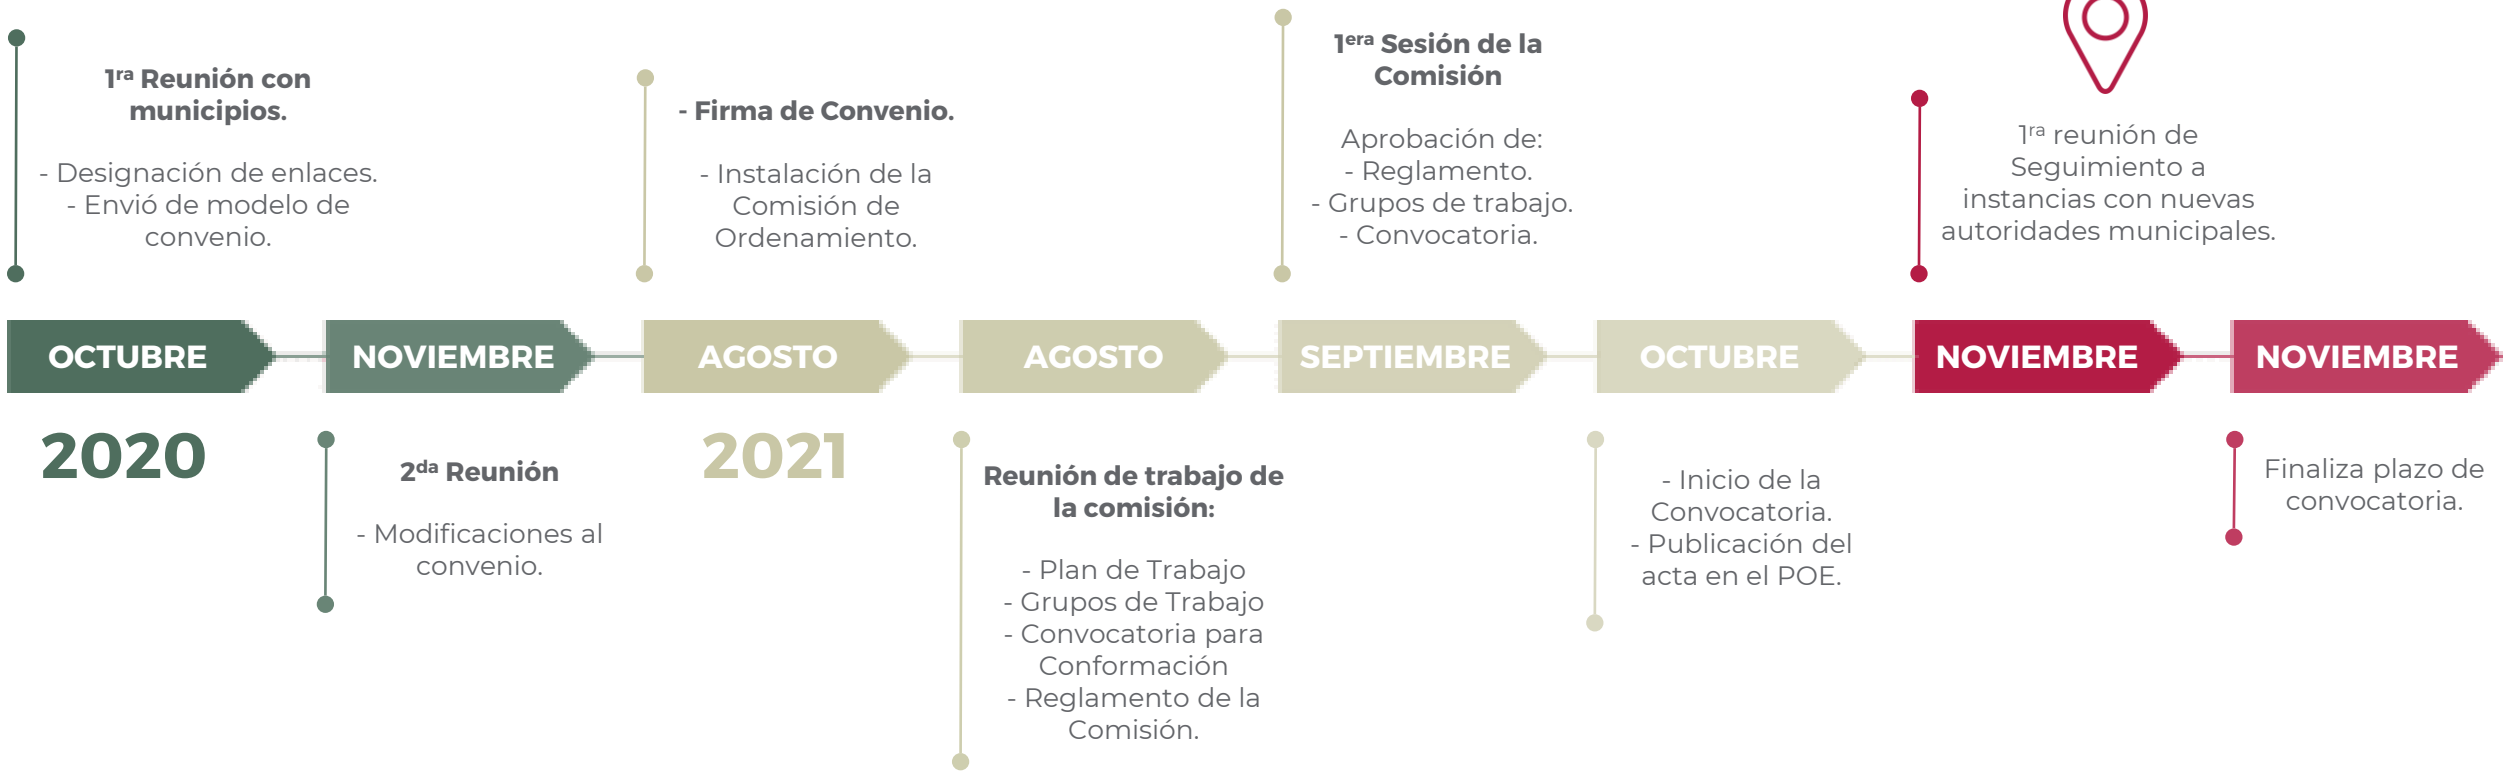 1ra Reunión con
municipios.
- Designación de enlaces.
- Envió de modelo de
convenio.
- Firma de Convenio.
- Instalación de la
Comisión de
Ordenamiento.
1era Sesión de la
Comisión
Aprobación de:
- Reglamento.
- Grupos de trabajo.
- Convocatoria.
1ra reunión de
Seguimiento a
instancias con nuevas
autoridades municipales.
OCTUBRE
NOVIEMBRE
AGOSTO
AGOSTO
SEPTIEMBRE
OCTUBRE
NOVIEMBRE
NOVIEMBRE
2020
2da Reunión
- Modificaciones al
convenio.
2021
Reunión de trabajo de
la comisión:
- Plan de Trabajo
- Grupos de Trabajo
- Convocatoria para
Conformación
- Reglamento de la
Comisión.
- Inicio de la
Convocatoria.
- Publicación del
acta en el POE.
Finaliza plazo de
convocatoria.